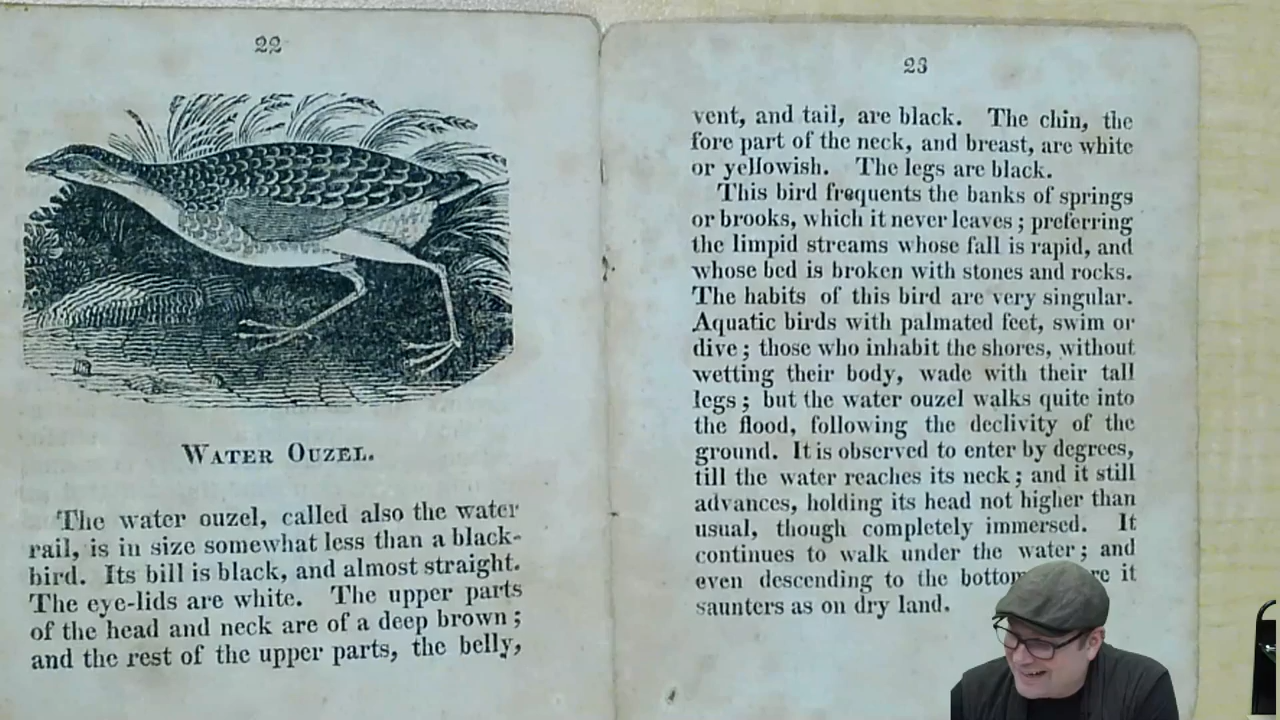 22
WATER OUZEL.
The water ouzel, called also the water
rail, is in size somewhat less than a black-
bird. Its bill is black, and almost straight.
The eye-lids are white. The upper parts
of the head and neck are of a deep brown;
and the rest of the upper parts, the belly,
23
vent, and tail, are black. The chin, the
fore part of the neck, and breast, are white
or yellowish. The legs are black.
This bird frequents the banks of springs
or brooks, which it never leaves; preferring
the limpid streams whose fall is rapid, and
whose bed is broken with stones and rocks.
The habits of this bird are very singular.
Aquatic birds with palmated feet, swim or
dive; those who inhabit the shores, without
wetting their body, wade with their tall
legs; but the water ouzel walks quite into
the flood, following the declivity of the
ground. It is observed to enter by degrees,
till the water reaches its neck; and it still
advances, holding its head not higher than
usual, though completely immersed. It
continues to walk under the water; and
even descending to the bottom it
saunters as on dry land.